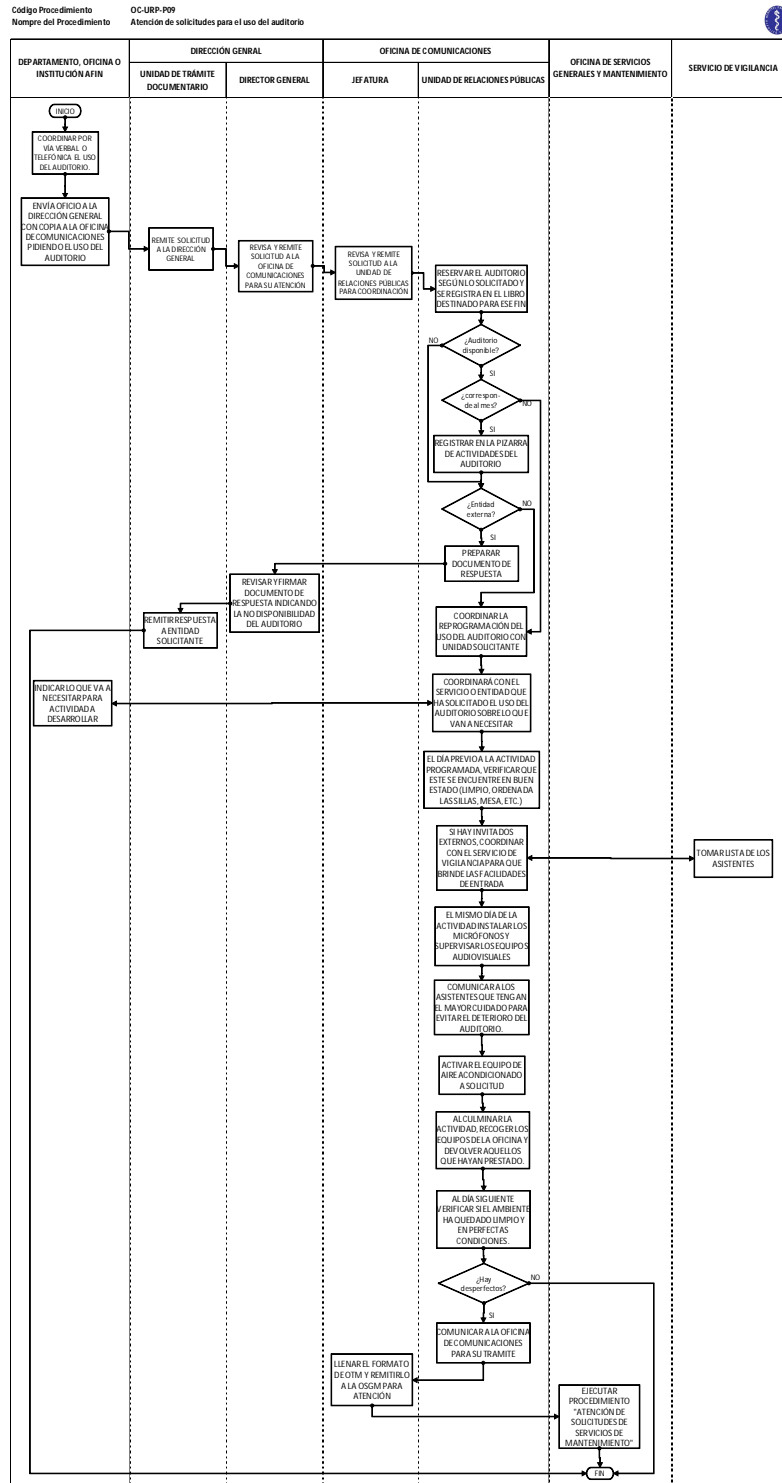 Código Procedimiento OC-URP-P09
Nombre del Procedimiento Atención de solicitudes para el uso del auditorio
DEPARTAMENTO, OFICINA O
INSTITUCIÓN AFIN
DIRECCIÓN GENRAL
UNIDAD DE TRÁMITE
DOCUMENTARIO
DIRECTOR GENERAL
OFICINA DE COMUNICACIONES
JEFATURA
UNIDAD DE RELACIONES PÚBLICAS
OFICINA DE SERVICIOS
GENERALES Y MANTENIMIENTO
SERVICIO DE VIGILANCIA
INICIO
COORDINAR POR
VÍA VERBAL O
TELEFÓNICA EL USO
DEL AUDITORIO.
ENVÍA OFICIO A LA
DIRECCIÓN GENERAL
CON COPIA A LA OFICINA
DE COMUNICACIONES
PIDIENDO EL USO DEL
AUDITORIO
REMITE SOLICITUD
A LA DIRECCIÓN
GENERAL
REVISA Y REMITE
SOLICITUD A LA
OFICINA DE
COMUNICACIONES
PARA SU ATENCIÓN
REVISA Y REMITE
SOLICITUD A LA
UNIDAD DE
RELACIONES PÚBLICAS
PARA COORDINACIÓN
RESERVAR EL AUDITORIO
SEGÚN LO SOLICITADO Y
SE REGISTRA EN EL LIBRO
DESTINADO PARA ESE FIN
¿Auditorio
disponible?
NO
SI
¿correspon-
de al mes?
NO
SI
REGISTRAR EN LA PIZARRA
DE ACTIVIDADES DEL
AUDITORIO
¿Entidad
externa?
NO
SI
PREPARAR
DOCUMENTO DE
RESPUESTA
REVISAR Y FIRMAR
DOCUMENTO DE
RESPUESTA INDICANDO
LA NO DISPONIBILIDAD
DEL AUDITORIO
REMITIR RESPUESTA
A ENTIDAD
SOLICITANTE
COORDINAR LA
REPROGRAMACIÓN DEL
USO DEL AUDITORIO CON
UNIDAD SOLICITANTE
COORDINARÁ CON EL
SERVICIO O ENTIDAD QUE
HA SOLICITADO EL USO DEL
AUDITORIO SOBRE LO QUE
VAN A NECESITAR
INDICAR LO QUE VA A
NECESITAR PARA
ACTIVIDAD A
DESARROLLAR
EL DÍA PREVIO A LA ACTIVIDAD
PROGRAMADA, VERIFICAR QUE
ESTE SE ENCUENTRE EN BUEN
ESTADO (LIMPIO, ORDENADA
LAS SILLAS, MESA, ETC.)
SI HAY INVITADOS
EXTERNOS, COORDINAR
CON EL SERVICIO DE
VIGILANCIA PARA QUE
BRINDE LAS FACILIDADES
DE ENTRADA
TOMAR LISTA DE LOS
ASISTENTES
EL MISMO DÍA DE LA
ACTIVIDAD INSTALAR LOS
MICRÓFONOS Y
SUPERVISAR LOS EQUIPOS
AUDIOVISUALES
COMUNICAR A LOS
ASISTENTES QUE TENGAN
EL MAYOR CUIDADO PARA
EVITAR EL DETERIORO DEL
AUDITORIO.
ACTIVAR EL EQUIPO DE
AIRE ACONDICIONADO
A SOLICITUD
AL CULMINAR LA
ACTIVIDAD, RECOGER LOS
EQUIPOS DE LA OFICINA Y
DEVOLVER AQUELLOS
QUE HAYAN PRESTADO.
AL DÍA SIGUIENTE
VERIFICAR SI EL AMBIENTE
HA QUEDADO LIMPIO Y
EN PERFECTAS
CONDICIONES.
¿Hay
desperfectos?
NO
SI
COMUNICAR A LA OFICINA
DE COMUNICACIONES
PARA SU TRAMITE
LLENAR EL FORMATO
DE OTM Y REMITIRLO
A LA OSGM PARA
ATENCIÓN
EJECUTAR
PROCEDIMIENTO
"ATENCIÓN DE
SOLICITUDES DE
SERVICIOS DE
MANTENIMIENTO"
FIN